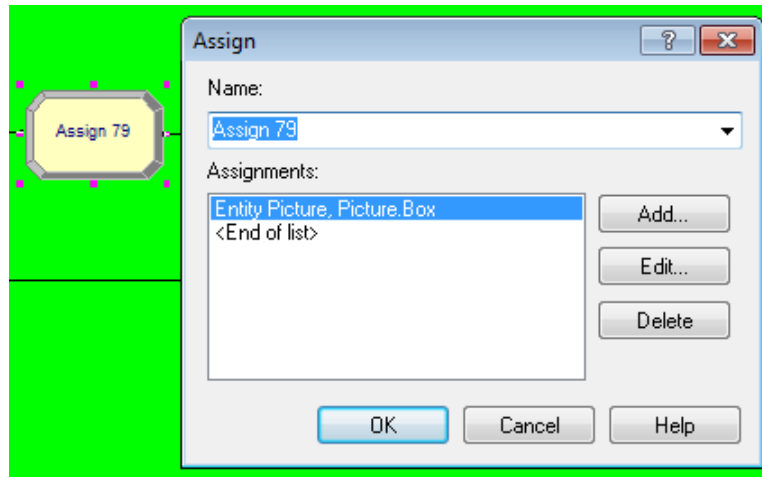 Assign
Name:
Assign 79
Assign 79
Assignments:
Entity Picture, Picture.Box
<End of list>
Add...
Edit...
Delete
OK
Cancel
Help